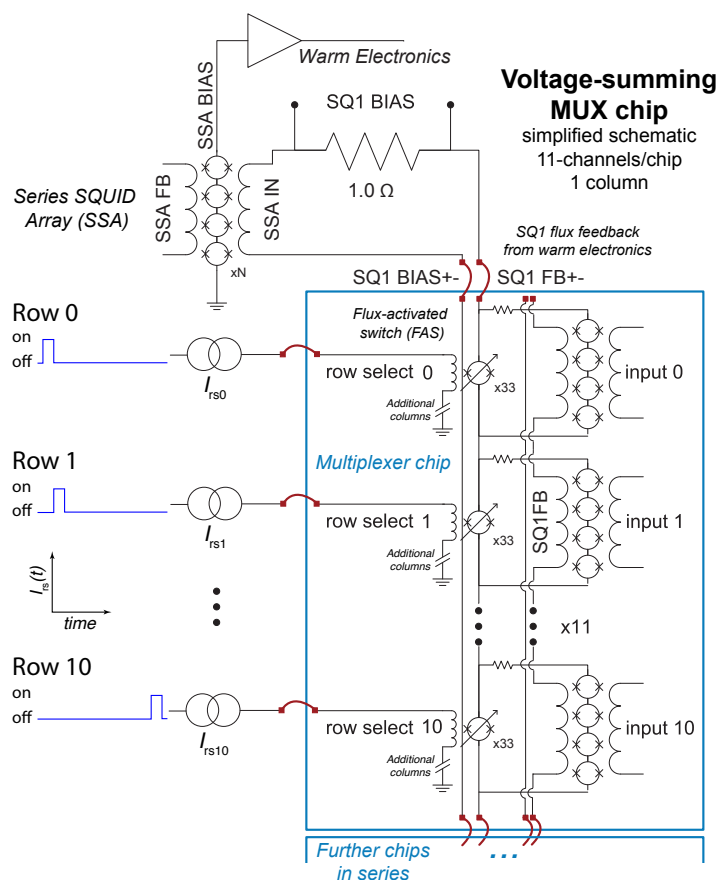 Warm Electronics
SSA BIAS
SQ1 BIAS
Voltage-summing
MUX chip
simplified schematic
11-channels/chip
1 column
1.0 Ω
Series SQUID
Array (SSA)
SSA FB
SSA IN
xN
SQ1 flux feedback
from warm electronics
SQ1 BIAS+-
SQ1 FB+-
Row 0
on
off
Irs0
Flux-activated
switch (FAS)
row select 0
x33
input 0
Additional
columns
Multiplexer chip
Row 1
on
off
Irs1
row select 1
x33
SQ1FB
input 1
Additional
columns
Irs(t)
time
x11
Row 10
on
off
Irs10
row select 10
x33
input 10
Additional
columns
Further chips
in series